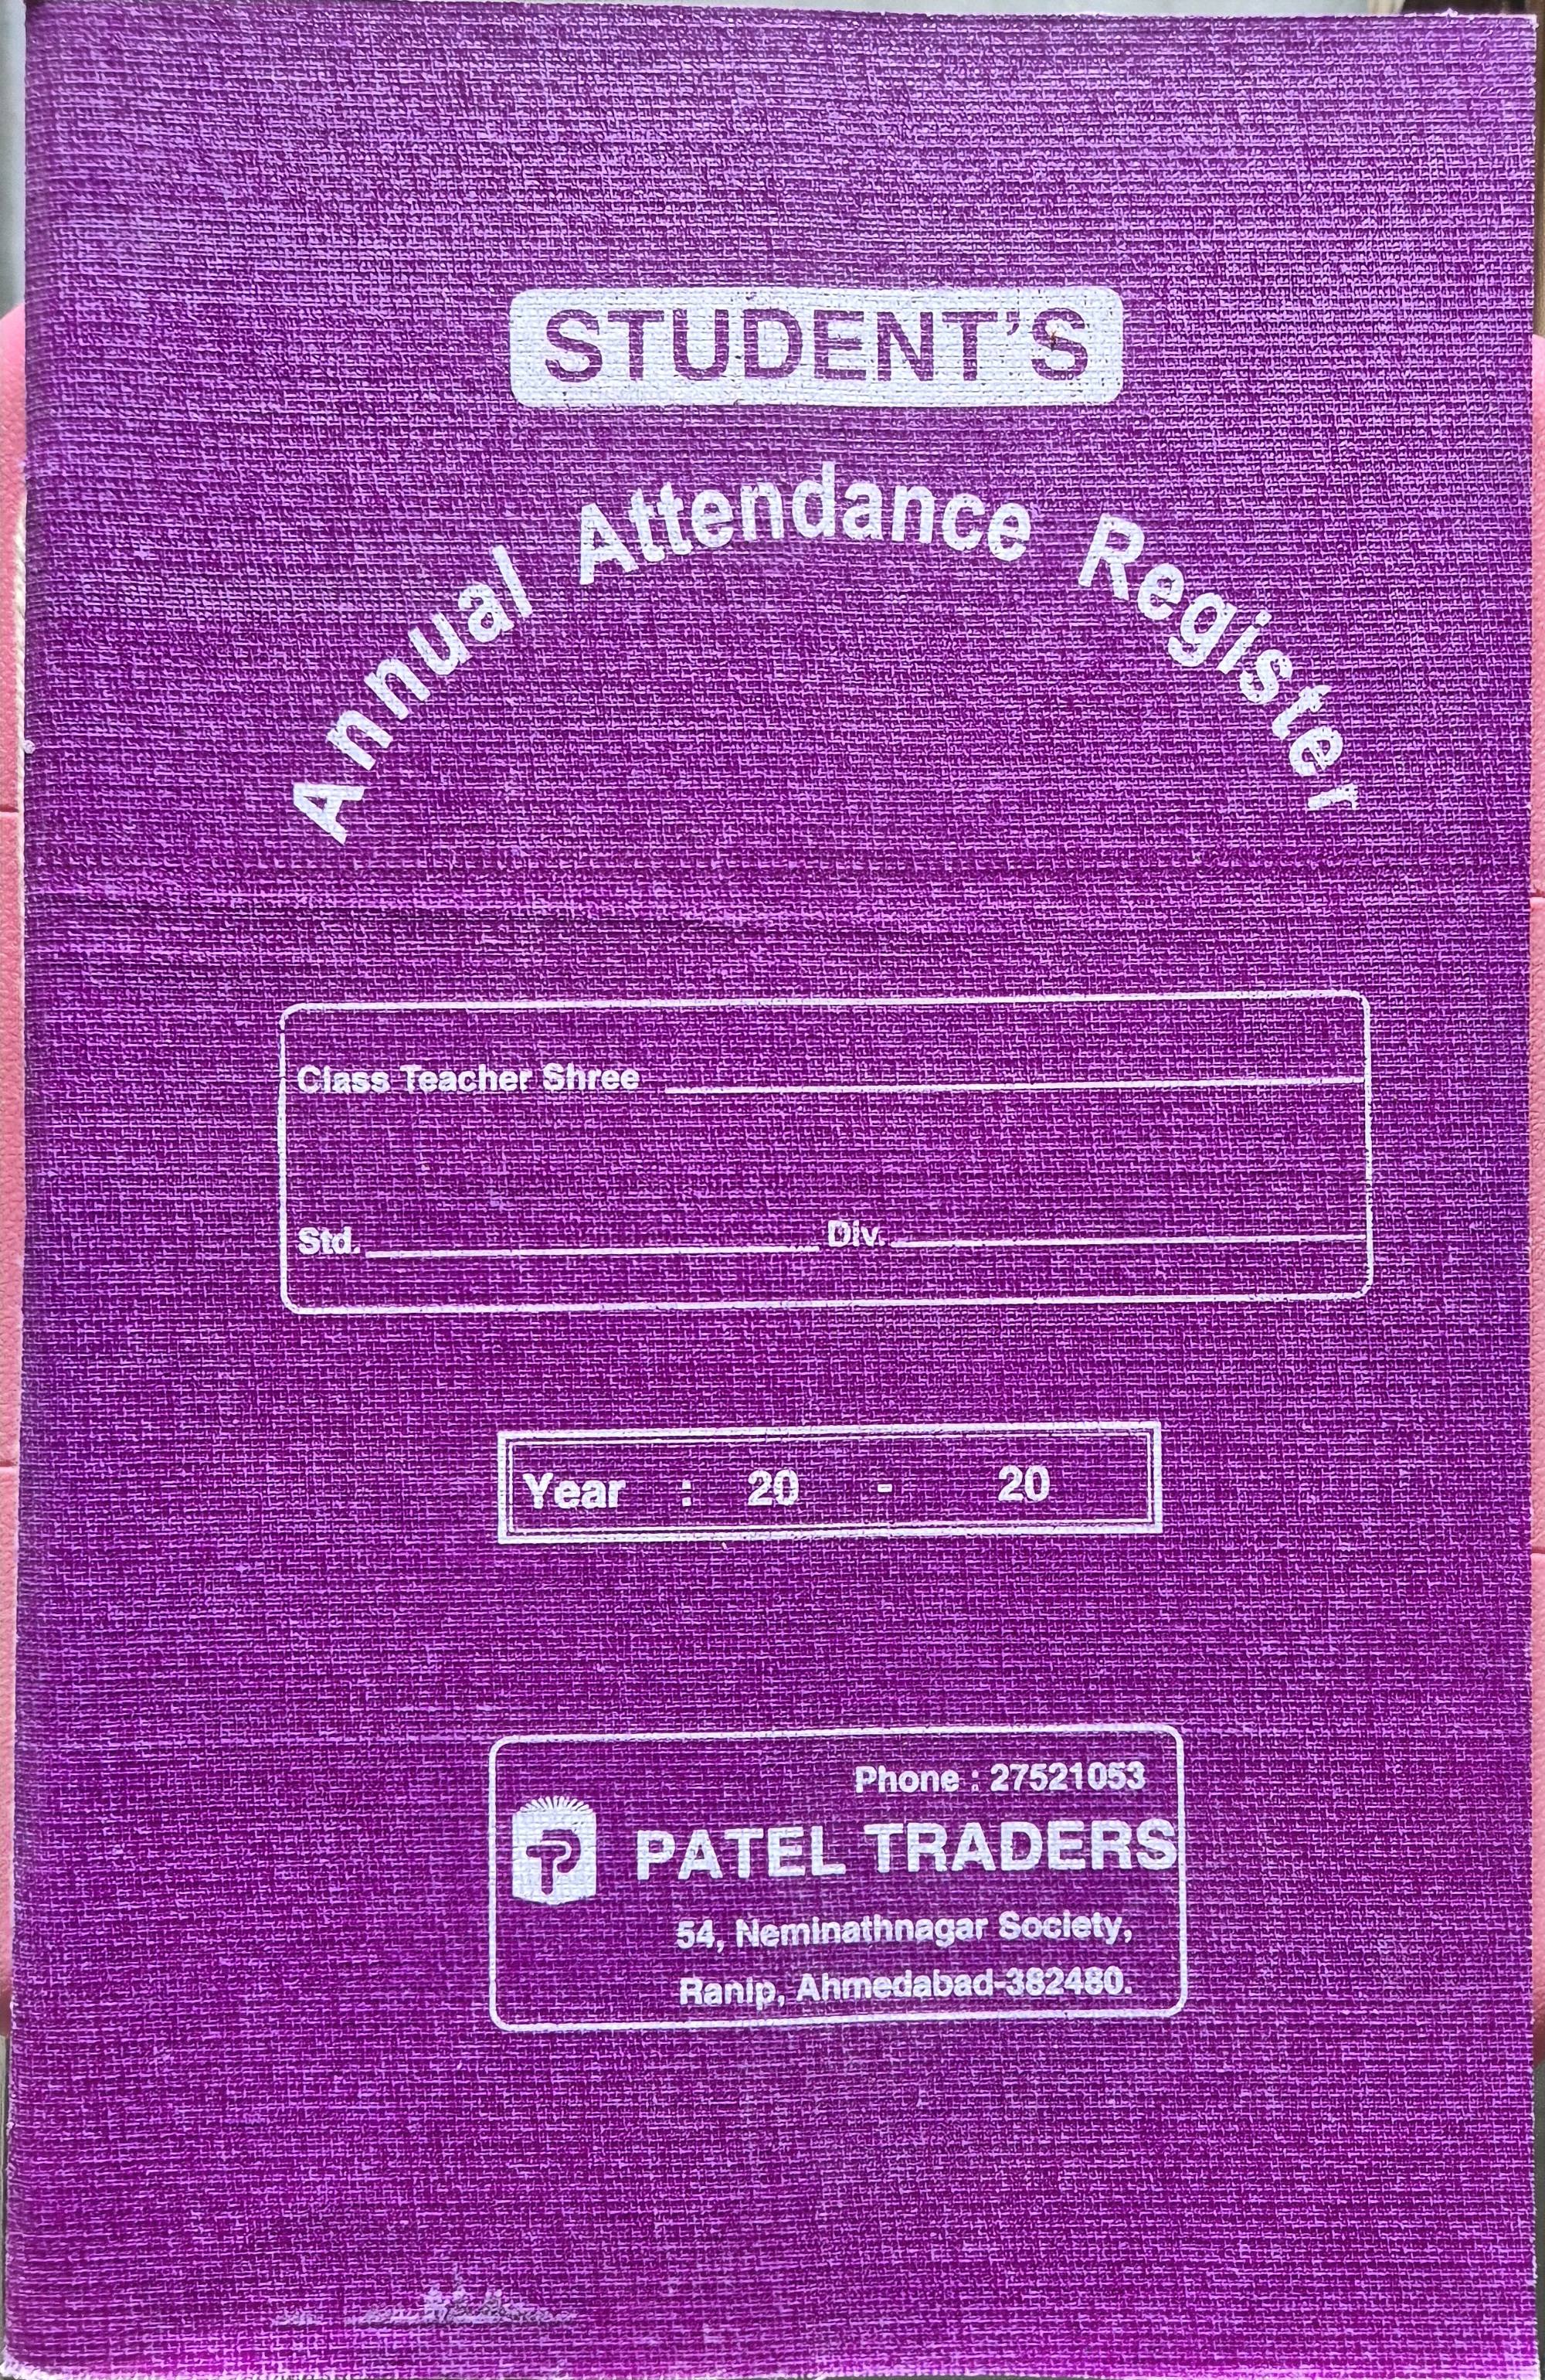 STUDENT'S
Annual Attendance Register
Class Teacher Shree
Std. Div.
Year : 20 - 20
Phone : 27521053
PATEL TRADERS
54, Neminathnagar Society,
Ranip, Ahmedabad-382480.